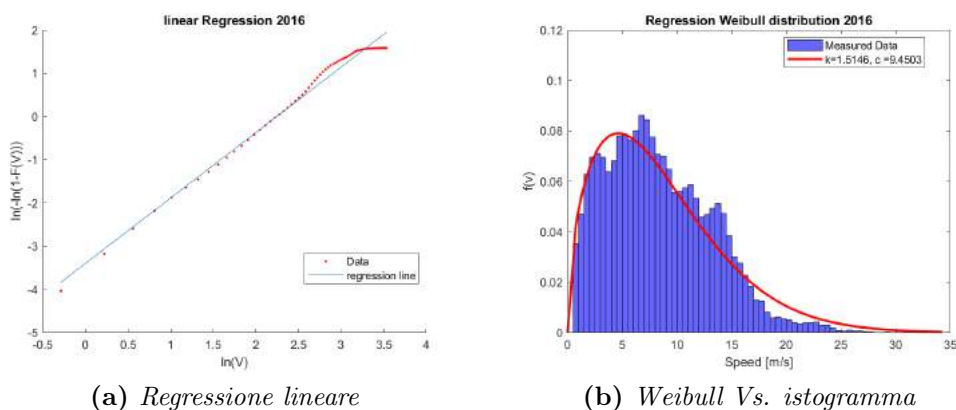 linear Regression 2016
2
1
0
-1
-2
-3
-4
-5
ln(-ln(1-F(V)))
-0.5
0
0.5
1
1.5
2
2.5
3
3.5
4
ln(V)
Data
regression line
(a) Regressione lineare
Regression Weibull distribution 2016
0.12
0.1
0.08
0.06
0.04
0.02
0
f(v)
0
5
10
15
20
25
30
35
Speed [m/s]
Measured Data
k=1.5146, c =9.4503
(b) Weibull Vs. istogramma